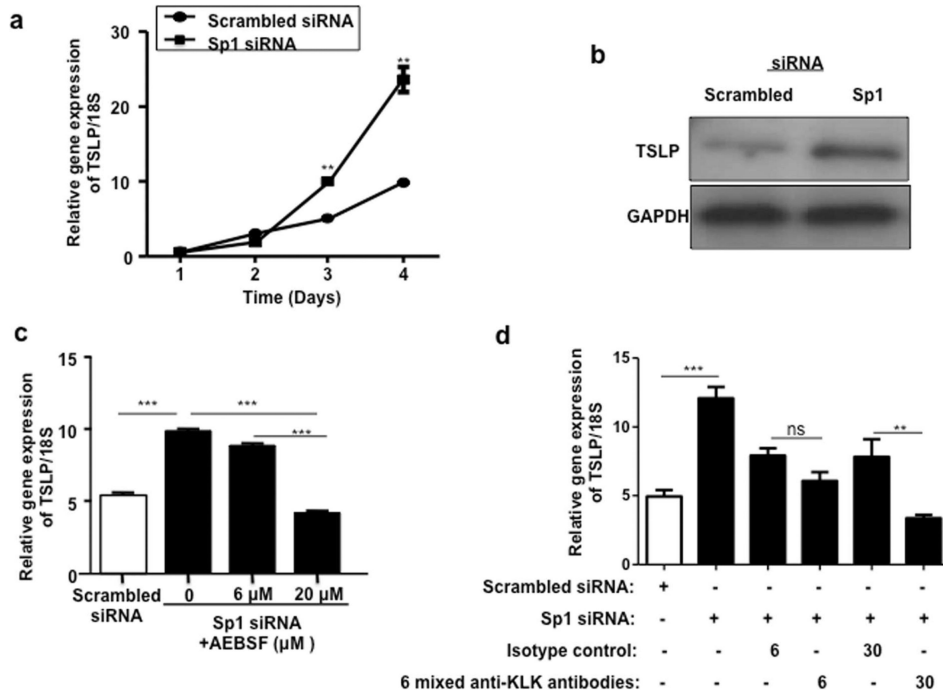 a
Scrambled siRNA
Sp1 siRNA
Relative gene expression
of TSLP/18S
30
20
10
0
**
**
1 2 3 4
Time (Days)
b
siRNA
Scrambled Sp1
TSLP
GAPDH
c
Relative gene expression
of TSLP/18S
15
10
5
0
*** ***
***
Scrambled
siRNA
0 6 µM 20 µM
Sp1 siRNA
+AEBSF (µM )
d
Relative gene expression
of TSLP/18S
15
10
5
0
***
ns
**
Scrambled siRNA: + - - - - -
Sp1 siRNA: - + + + + +
Isotype control: - - 6 - 30 -
6 mixed anti-KLK antibodies: - - - 6 - 30